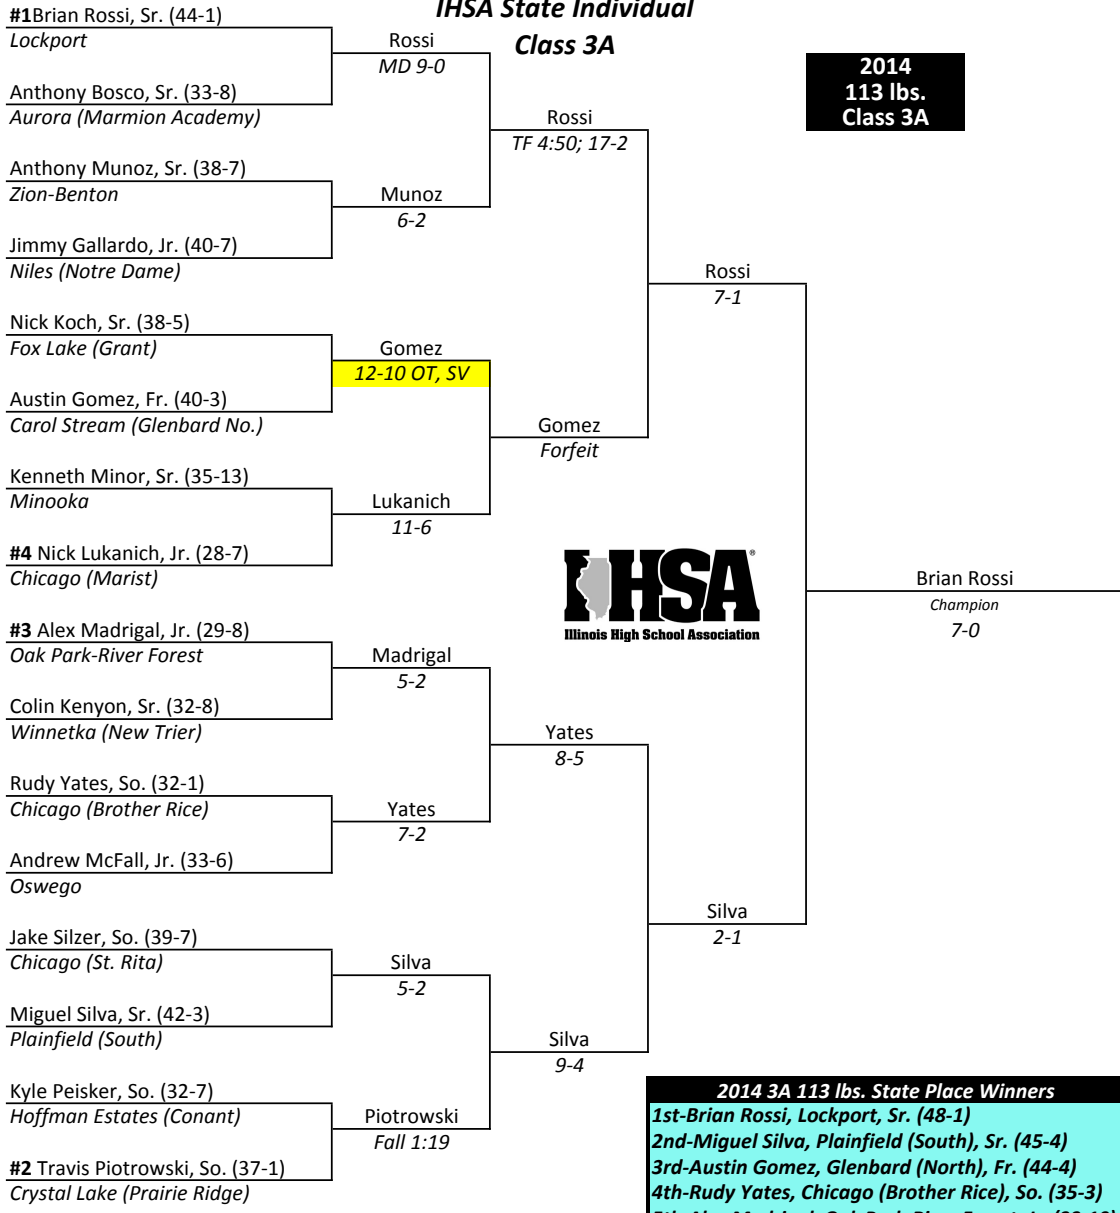 IHSA State Individual
Class 3A
2014
113 lbs.
Class 3A
#1Brian Rossi, Sr. (44-1)
Lockport
Rossi
MD 9-0
Anthony Bosco, Sr. (33-8)
Aurora (Marmion Academy)
Rossi
TF 4:50; 17-2
Anthony Munoz, Sr. (38-7)
Zion-Benton
Munoz
6-2
Jimmy Gallardo, Jr. (40-7)
Niles (Notre Dame)
Rossi
7-1
Nick Koch, Sr. (38-5)
Fox Lake (Grant)
Gomez
12-10 OT, SV
Austin Gomez, Fr. (40-3)
Carol Stream (Glenbard No.)
Gomez
Forfeit
Kenneth Minor, Sr. (35-13)
Minooka
Lukanich
11-6
#4 Nick Lukanich, Jr. (28-7)
Chicago (Marist)
IHSA®
Illinois High School Association
Brian Rossi
Champion
7-0
#3 Alex Madrigal, Jr. (29-8)
Oak Park-River Forest
Madrigal
5-2
Colin Kenyon, Sr. (32-8)
Winnetka (New Trier)
Yates
8-5
Rudy Yates, So. (32-1)
Chicago (Brother Rice)
Yates
7-2
Andrew McFall, Jr. (33-6)
Oswego
Silva
2-1
Jake Silzer, So. (39-7)
Chicago (St. Rita)
Silva
5-2
Miguel Silva, Sr. (42-3)
Plainfield (South)
Silva
9-4
Kyle Peisker, So. (32-7)
Hoffman Estates (Conant)
Piotrowski
Fall 1:19
#2 Travis Piotrowski, So. (37-1)
Crystal Lake (Prairie Ridge)
2014 3A 113 lbs. State Place Winners
1st-Brian Rossi, Lockport, Sr. (48-1)
2nd-Miguel Silva, Plainfield (South), Sr. (45-4)
3rd-Austin Gomez, Glenbard (North), Fr. (44-4)
4th-Rudy Yates, Chicago (Brother Rice), So. (35-3)